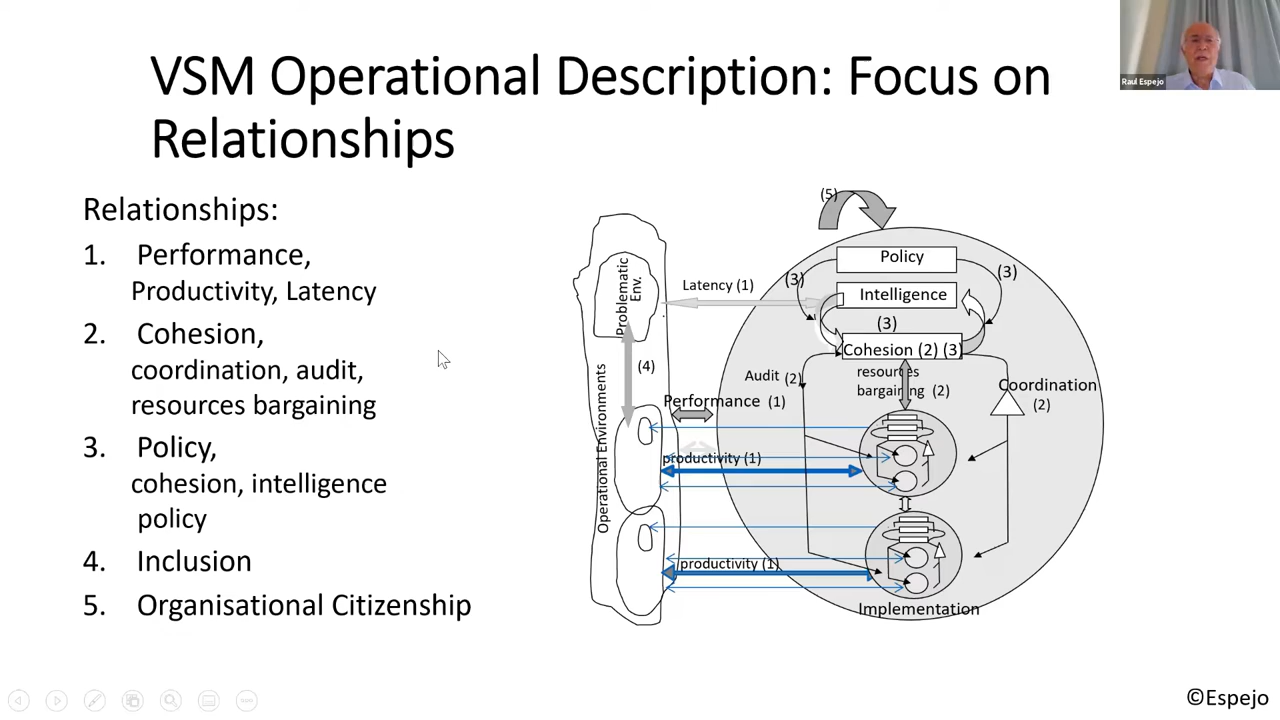 VSM Operational Description: Focus on
Relationships
Raul Espejo
Relationships:
1. Performance,
Productivity, Latency
2. Cohesion,
coordination, audit,
resources bargaining
3. Policy,
cohesion, intelligence
policy
4. Inclusion
5. Organisational Citizenship
(5)
Policy
Problematic
Env.
Latency (1)
(3)
(3)
Intelligence
(3)
Cohesion (2) (3)
(4)
Audit (2)
resources
bargaining (2)
Coordination
(2)
Performance (1)
Operational Environments
productivity (1)
productivity (1)
Implementation
©Espejo